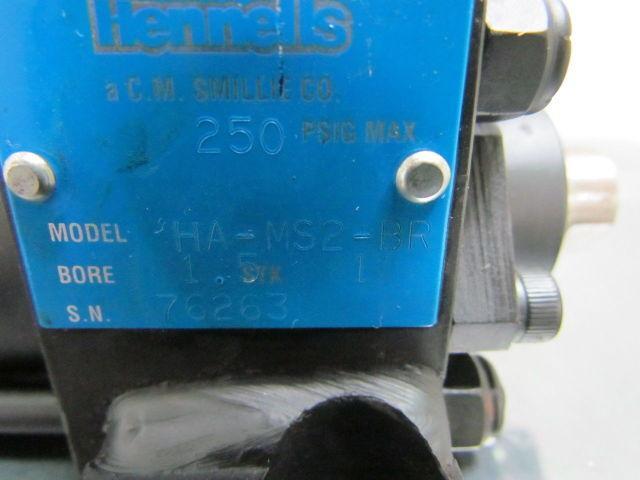 Hennells
a C.M. SMILLIE CO.
250 PSIG MAX
MODEL HA-MS2-BR
BORE 1.5 STK 1
S.N. 76263